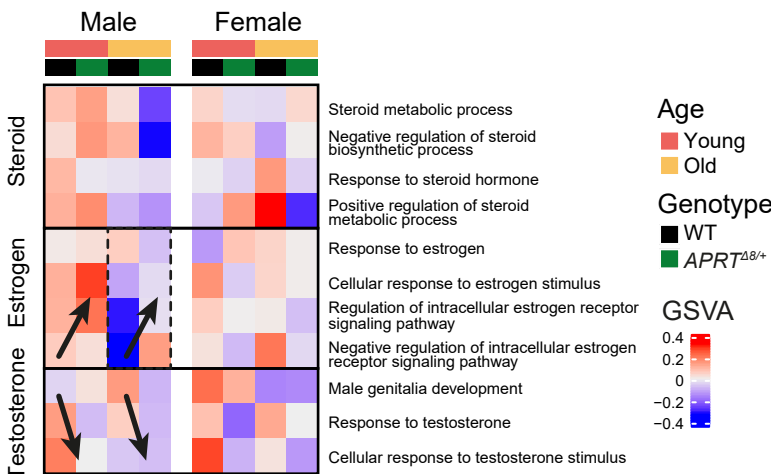 Male
Female
Steroid
Steroid metabolic process
Negative regulation of steroid
biosynthetic process
Response to steroid hormone
Positive regulation of steroid
metabolic process
Estrogen
Response to estrogen
Cellular response to estrogen stimulus
Regulation of intracellular estrogen receptor
signaling pathway
Negative regulation of intracellular estrogen
receptor signaling pathway
Testosterone
Male genitalia development
Response to testosterone
Cellular response to testosterone stimulus
Age
Young
Old
Genotype
WT
APRT^Δ8/+
GSVA
0.4
0.2
0
−0.2
−0.4